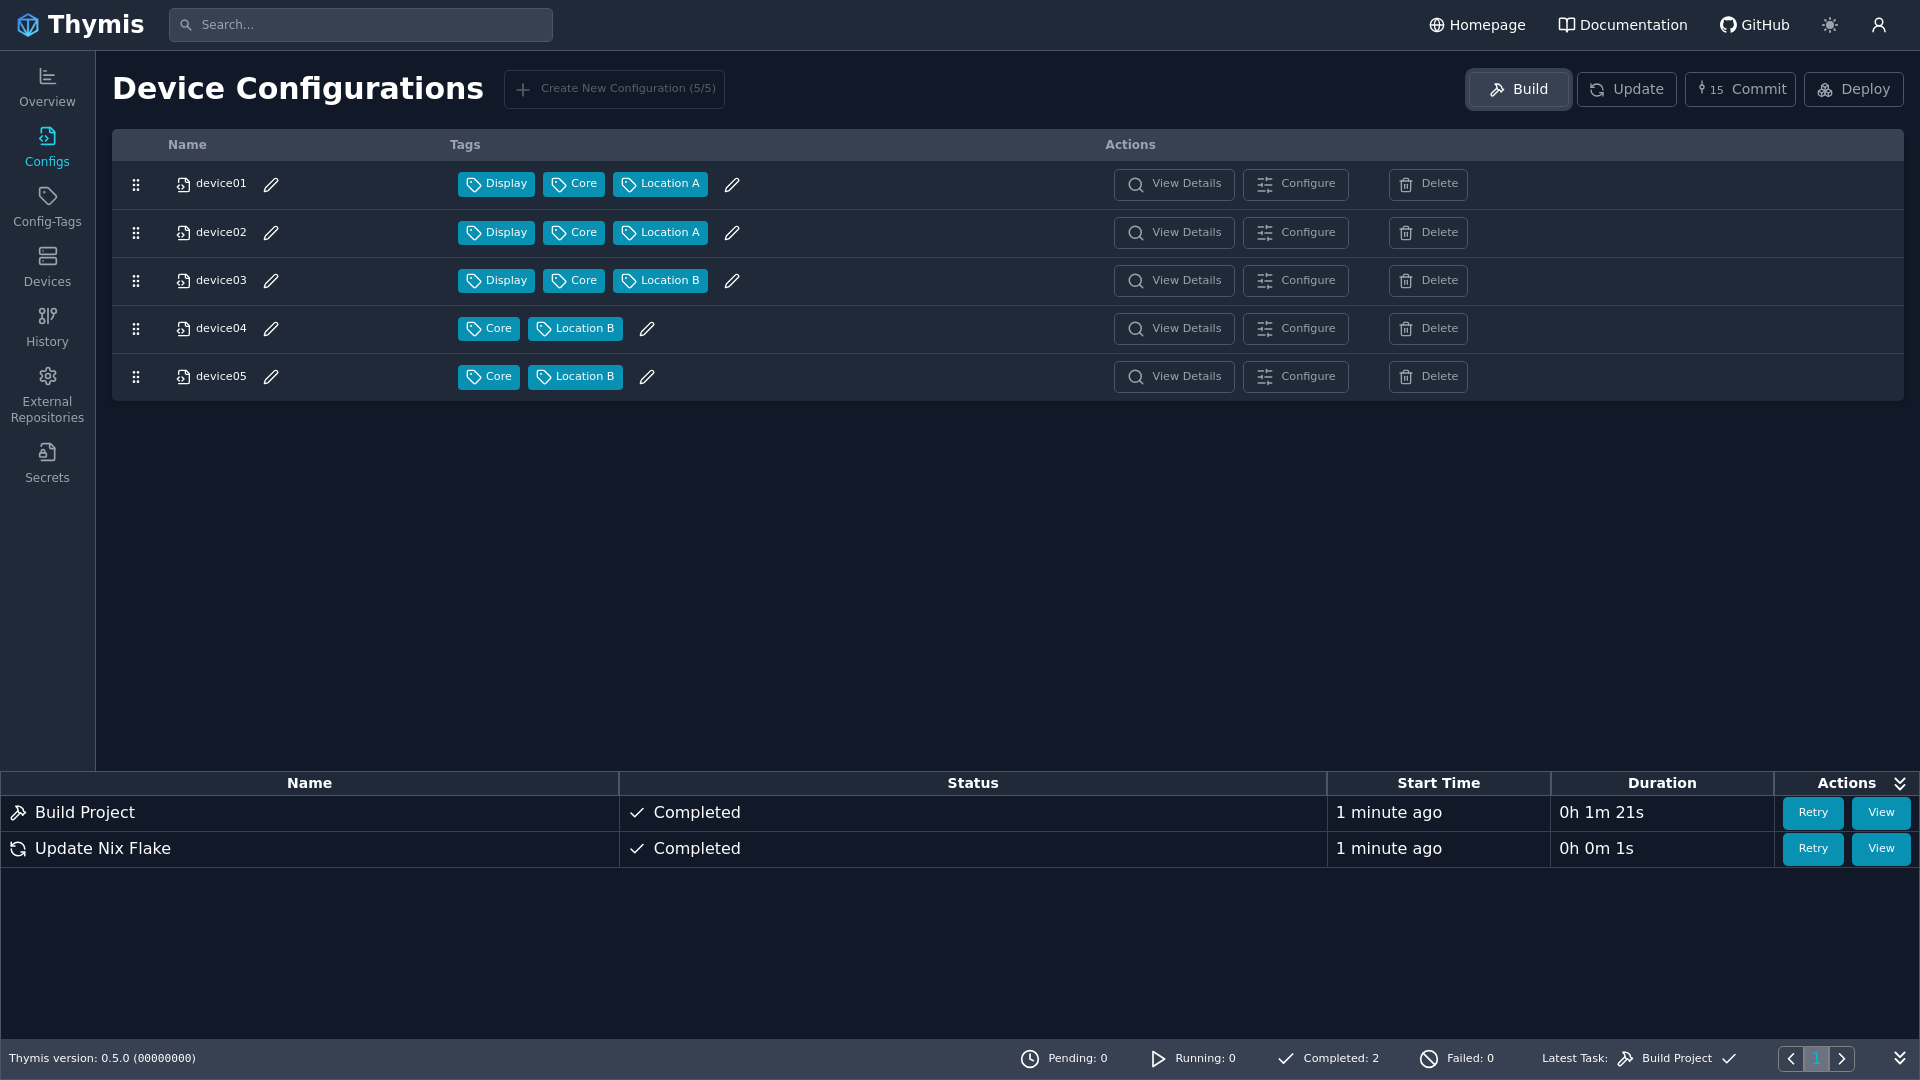 Thymis
Search...
Homepage
Documentation
GitHub
Overview
Configs
Config-Tags
Devices
History
External
Repositories
Secrets
Device Configurations
Create New Configuration (5/5)
Build
Update
15 Commit
Deploy
Name Tags Actions
device01 Display Core Location A View Details Configure Delete
device02 Display Core Location A View Details Configure Delete
device03 Display Core Location B View Details Configure Delete
device04 Core Location B View Details Configure Delete
device05 Core Location B View Details Configure Delete
Name Status Start Time Duration Actions
Build Project Completed 1 minute ago 0h 1m 21s Retry View
Update Nix Flake Completed 1 minute ago 0h 0m 1s Retry View
Thymis version: 0.5.0 (00000000) Pending: 0 Running: 0 Completed: 2 Failed: 0 Latest Task: Build Project 1